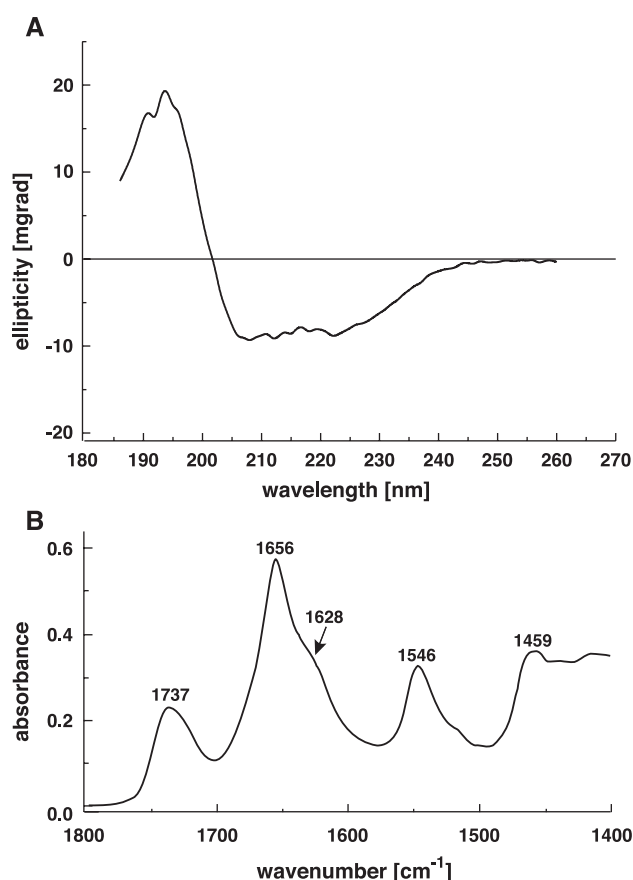 A
ellipticity [mgrad]
20
10
0
-10
-20
180 190 200 210 220 230 240 250 260 270
wavelength [nm]
B
absorbance
0.6
0.4
0.2
0.0
1656
1628
1737
1546
1459
1800 1700 1600 1500 1400
wavenumber [cm⁻¹]